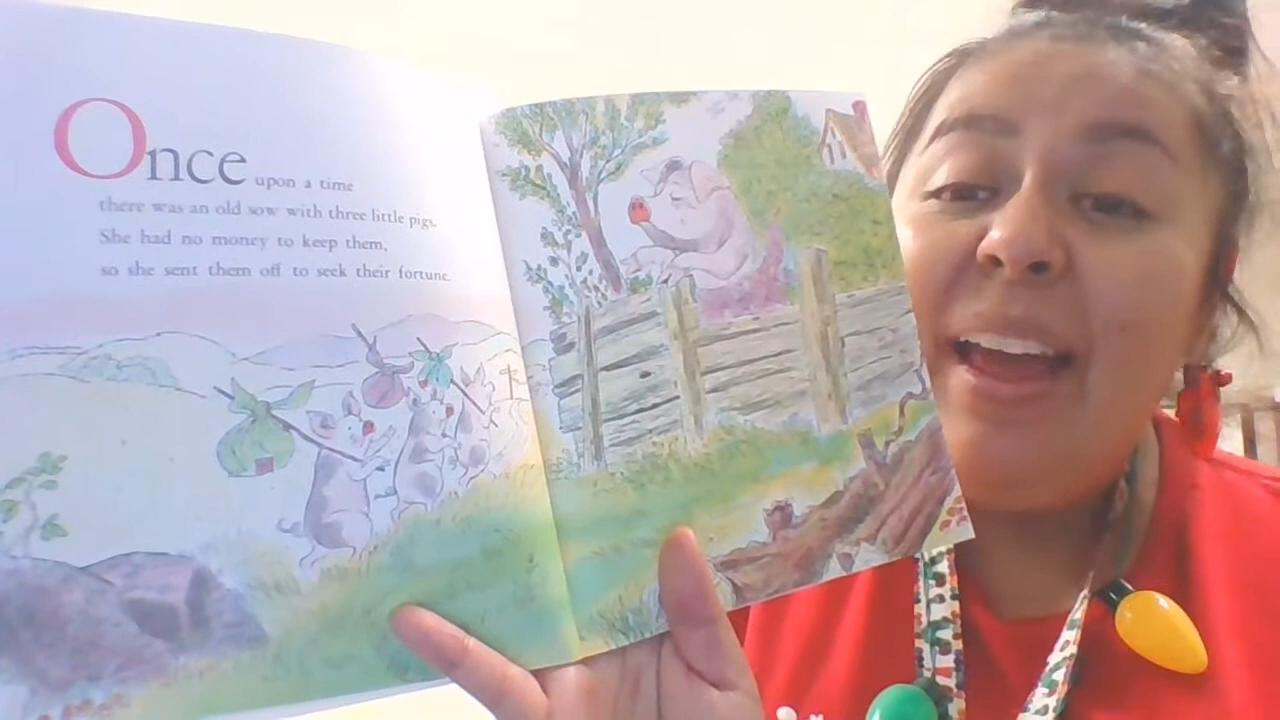 Once upon a time
there was an old sow with three little pigs.
She had no money to keep them,
so she sent them off to seek their fortune.